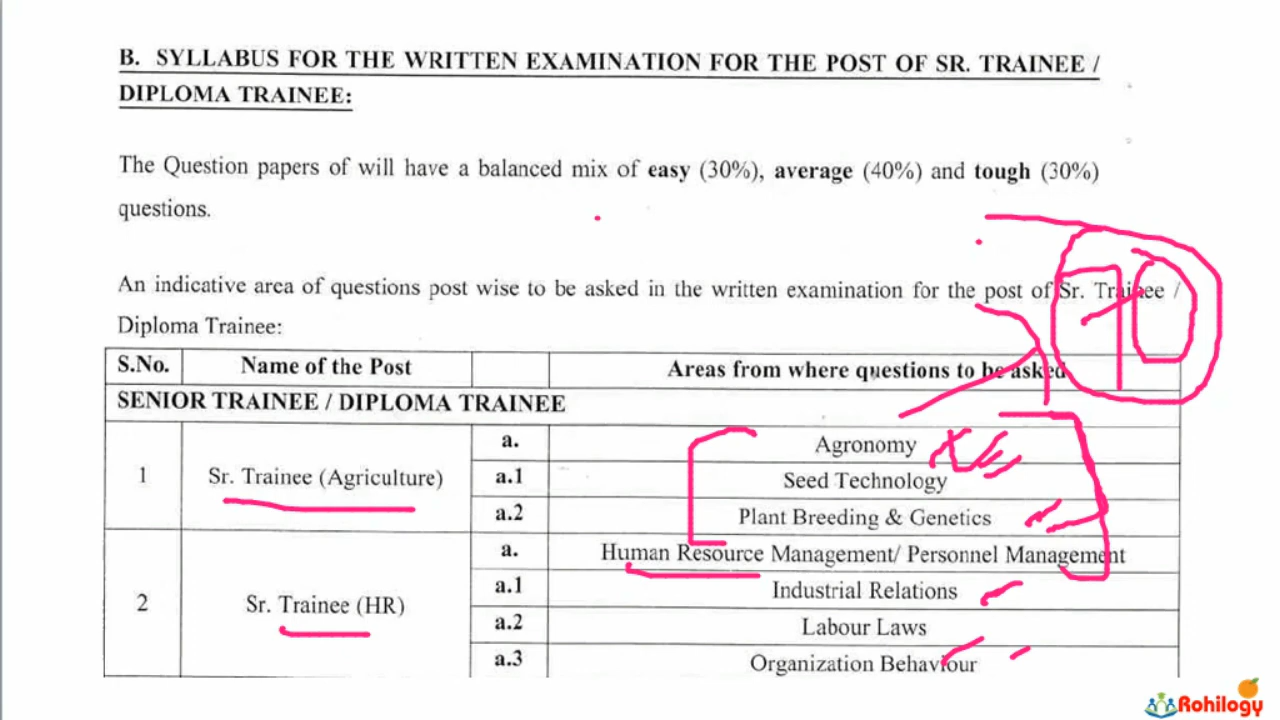 B. SYLLABUS FOR THE WRITTEN EXAMINATION FOR THE POST OF SR. TRAINEE /
DIPLOMA TRAINEE:
The Question papers of will have a balanced mix of easy (30%), average (40%) and tough (30%)
questions.
An indicative area of questions post wise to be asked in the written examination for the post of Sr. Trainee /
Diploma Trainee:
S.No. Name of the Post Areas from where questions to be asked
SENIOR TRAINEE / DIPLOMA TRAINEE
1 Sr. Trainee (Agriculture) a. Agronomy
a.1 Seed Technology
a.2 Plant Breeding & Genetics
2 Sr. Trainee (HR) a. Human Resource Management/ Personnel Management
a.1 Industrial Relations
a.2 Labour Laws
a.3 Organization Behaviour
70
Rohilogy